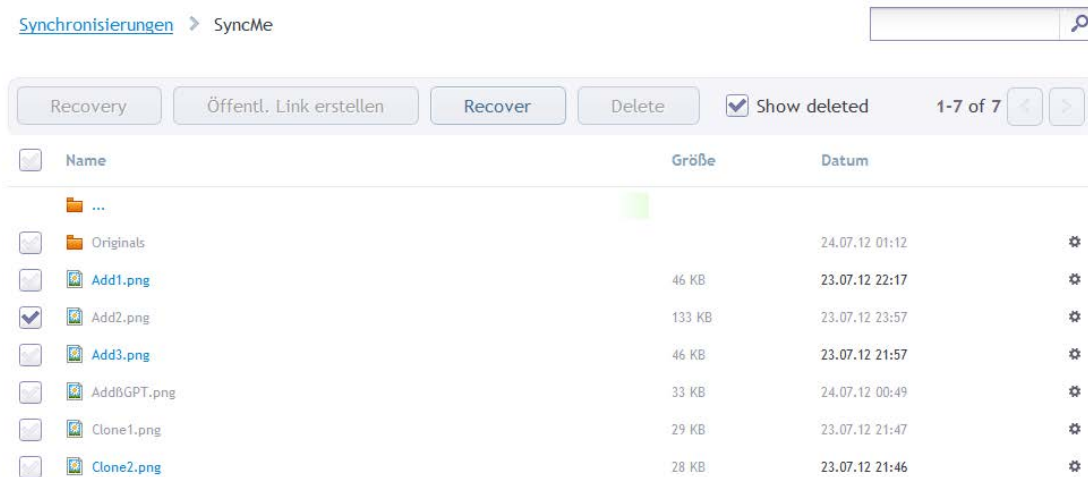 Synchronisierungen > SyncMe
Recovery Öffentl. Link erstellen Recover Delete Show deleted 1-7 of 7 < >
Name Größe Datum
...
Originals 24.07.12 01:12
Add1.png 46 KB 23.07.12 22:17
Add2.png 133 KB 23.07.12 23:57
Add3.png 46 KB 23.07.12 21:57
AddßGPT.png 33 KB 24.07.12 00:49
Clone1.png 29 KB 23.07.12 21:47
Clone2.png 28 KB 23.07.12 21:46